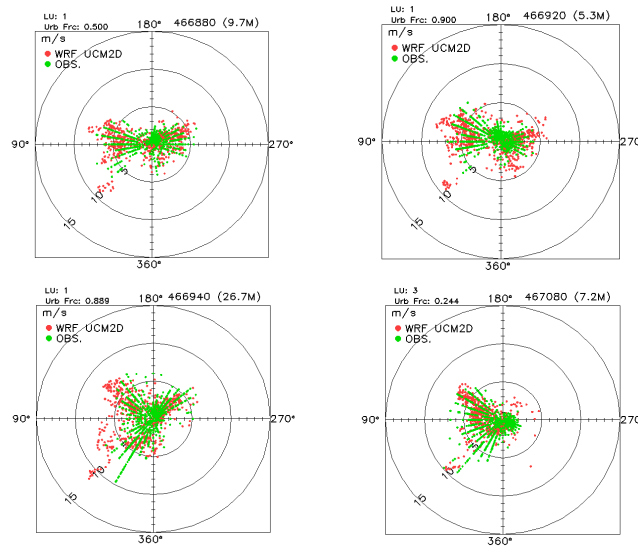 LU: 1
Urb Frc: 0.500
180°
466880 (9.7M)
m/s
WRF UCM2D
OBS.
90°
270°
5
10
15
360°
LU: 1
Urb Frc: 0.900
180°
466920 (5.3M)
m/s
WRF UCM2D
OBS.
90°
270°
5
10
15
360°
LU: 1
Urb Frc: 0.889
180°
466940 (26.7M)
m/s
WRF UCM2D
OBS.
90°
270°
5
10
15
360°
LU: 3
Urb Frc: 0.244
180°
467080 (7.2M)
m/s
WRF UCM2D
OBS.
90°
270°
5
10
15
360°